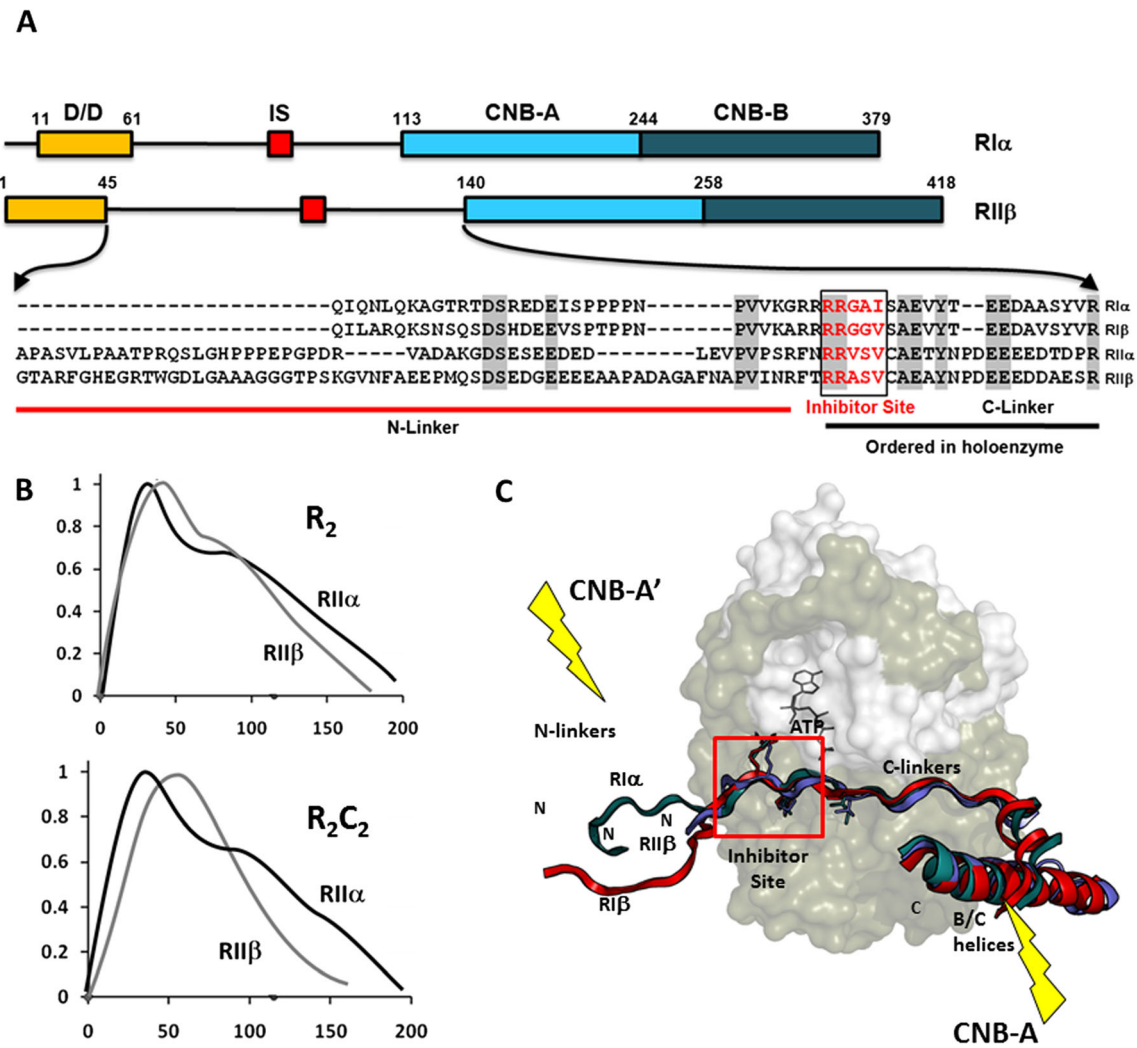 A
D/D IS CNB-A CNB-B
11 61 113 244 379
RIα
1 45 140 258 418
RIIβ
-----------------------QIQNLQKAGTRTDSREDEISPPPPN------PVVKGRRRRGAISAEVYT--EEDAASYVR RIα
-----------------------QILARQKSNSQSDSHDEEVSPTPPN------PVVKARRRRGGVSAEVYT--EEDAVSYVR RIβ
APASVLPAATPRQSLGHPPPEPGPDR-----VADAKGDSESEEDED---------LEVPVPSRFNRRVSVCAETYNPDEEEEDTDPR RIIα
GTARFGHEGRTWGDLGAAAGGGTPSKGVNFAEEPMQSDSEDGEEEEAAPADAGAFNAPVINRFTRRASVCAEAYNPDEEEDDAESR RIIβ
N-Linker
Inhibitor Site
C-Linker
Ordered in holoenzyme
B
R2
1
0.8
0.6
0.4
0.2
0
RIIα
RIIβ
0 50 100 150 200
R2C2
1
0.8
0.6
0.4
0.2
0
RIIα
RIIβ
0 50 100 150 200
C
CNB-A’
N-linkers
ATP
C-linkers
RIα
N
N
N
RIIβ
RIβ
Inhibitor
Site
C
B/C
helices
CNB-A